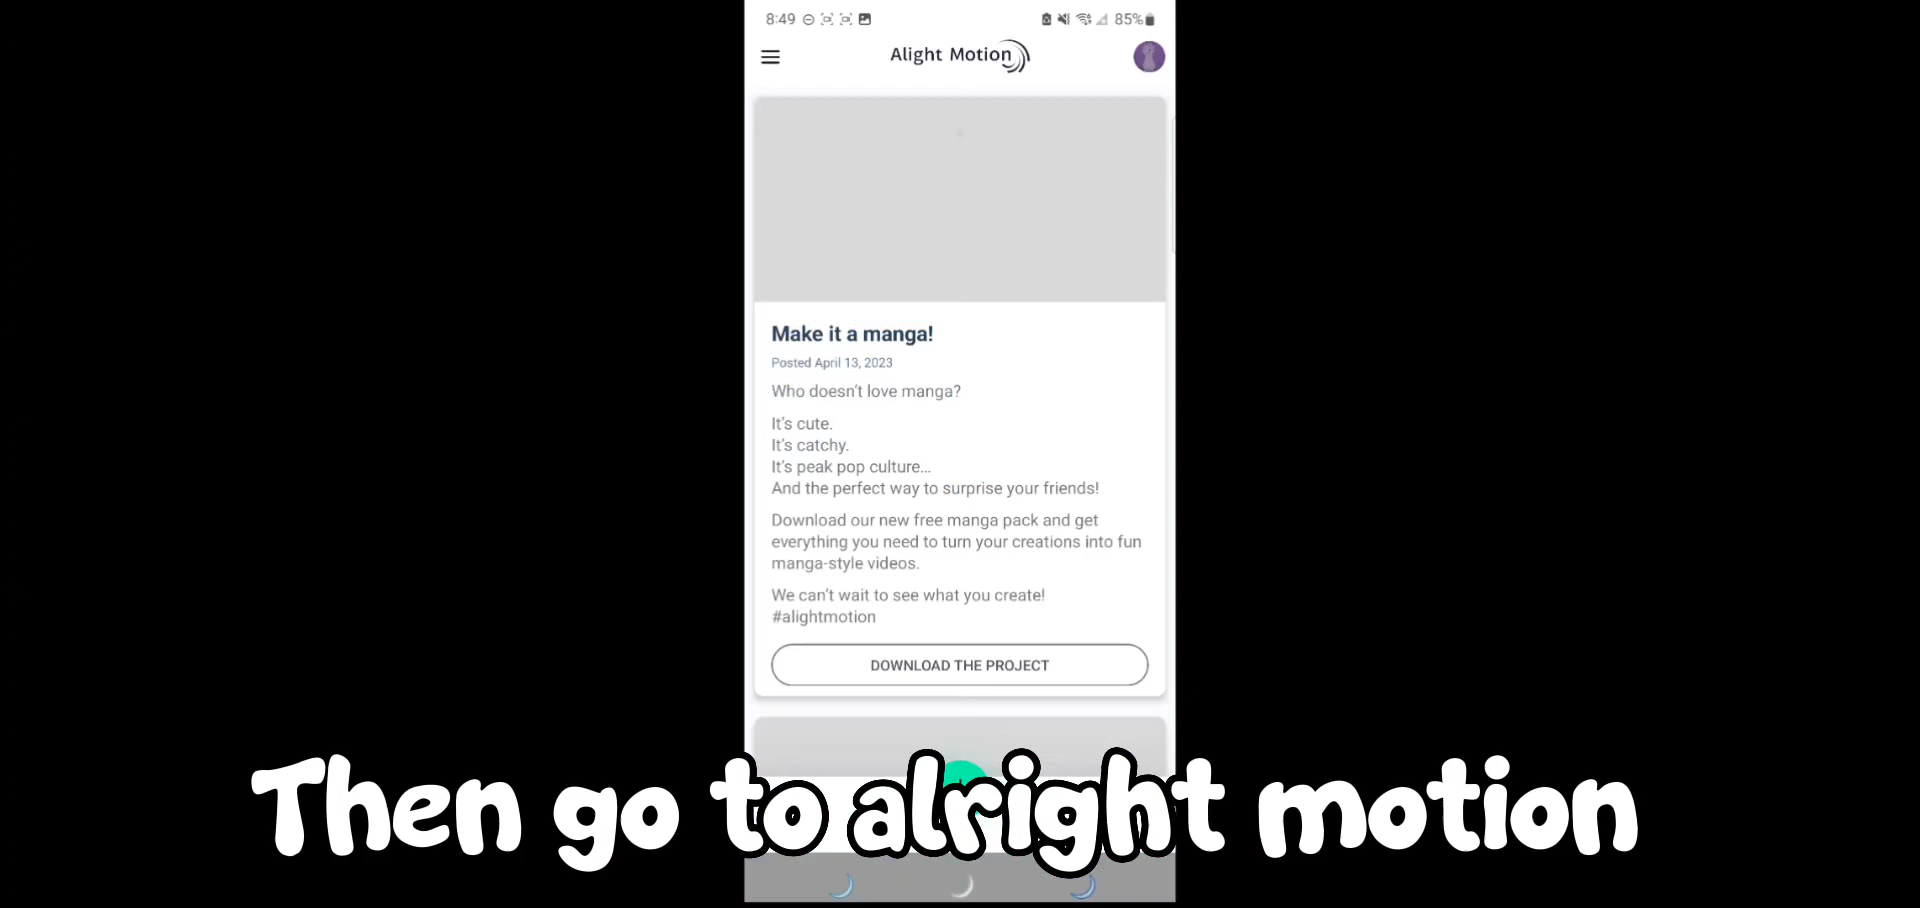 8:49
85%
Alight Motion
Make it a manga!
Posted April 13, 2023
Who doesn't love manga?
It's cute.
It's catchy.
It's peak pop culture...
And the perfect way to surprise your friends!
Download our new free manga pack and get
everything you need to turn your creations into fun
manga-style videos.
We can't wait to see what you create!
#alightmotion
DOWNLOAD THE PROJECT
Then go to alright motion